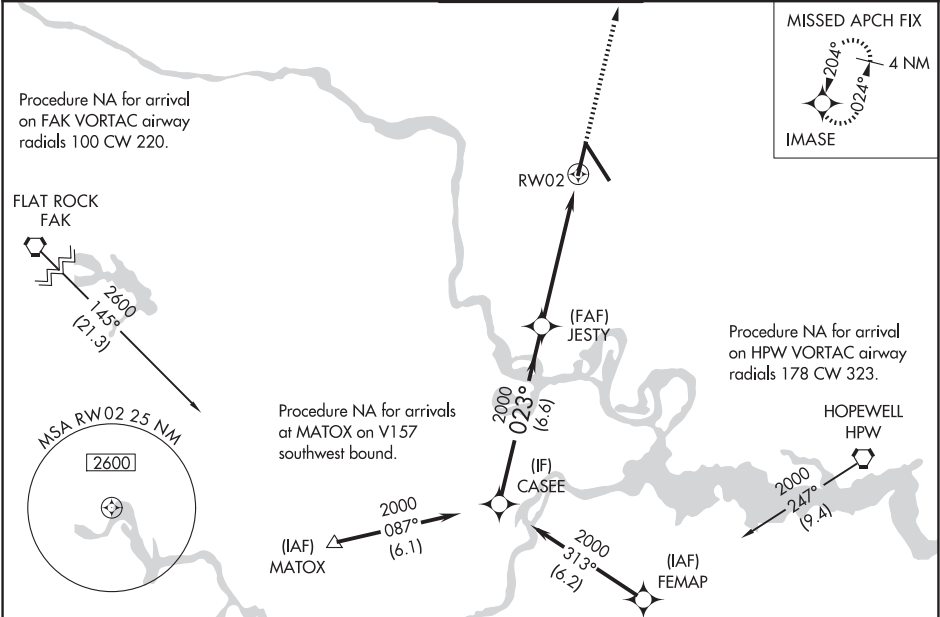 MISSED APCH FIX
204°
4 NM
024°
IMASE
Procedure NA for arrival
on FAK VORTAC airway
radials 100 CW 220.
RW02
FLAT ROCK
FAK
2600
145°
(21.3)
(FAF)
JESTY
Procedure NA for arrival
on HPW VORTAC airway
radials 178 CW 323.
2000
023°
(6.6)
Procedure NA for arrivals
at MATOX on V157
southwest bound.
HOPEWELL
HPW
MSA RW02 25 NM
2600
(IF)
CASEE
2000
247°
(9.4)
2000
087°
(6.1)
(IAF)
MATOX
2000
313°
(6.2)
(IAF)
FEMAP